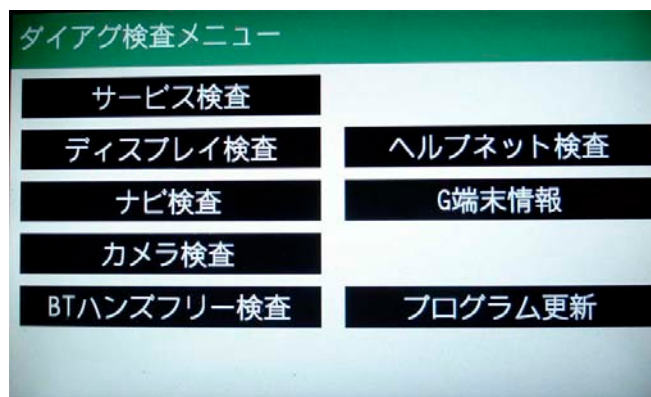 ダイアグ検査メニュー
サービス検査
ディスプレイ検査
ヘルプネット検査
ナビ検査
G端末情報
カメラ検査
BTハンズフリー検査
プログラム更新